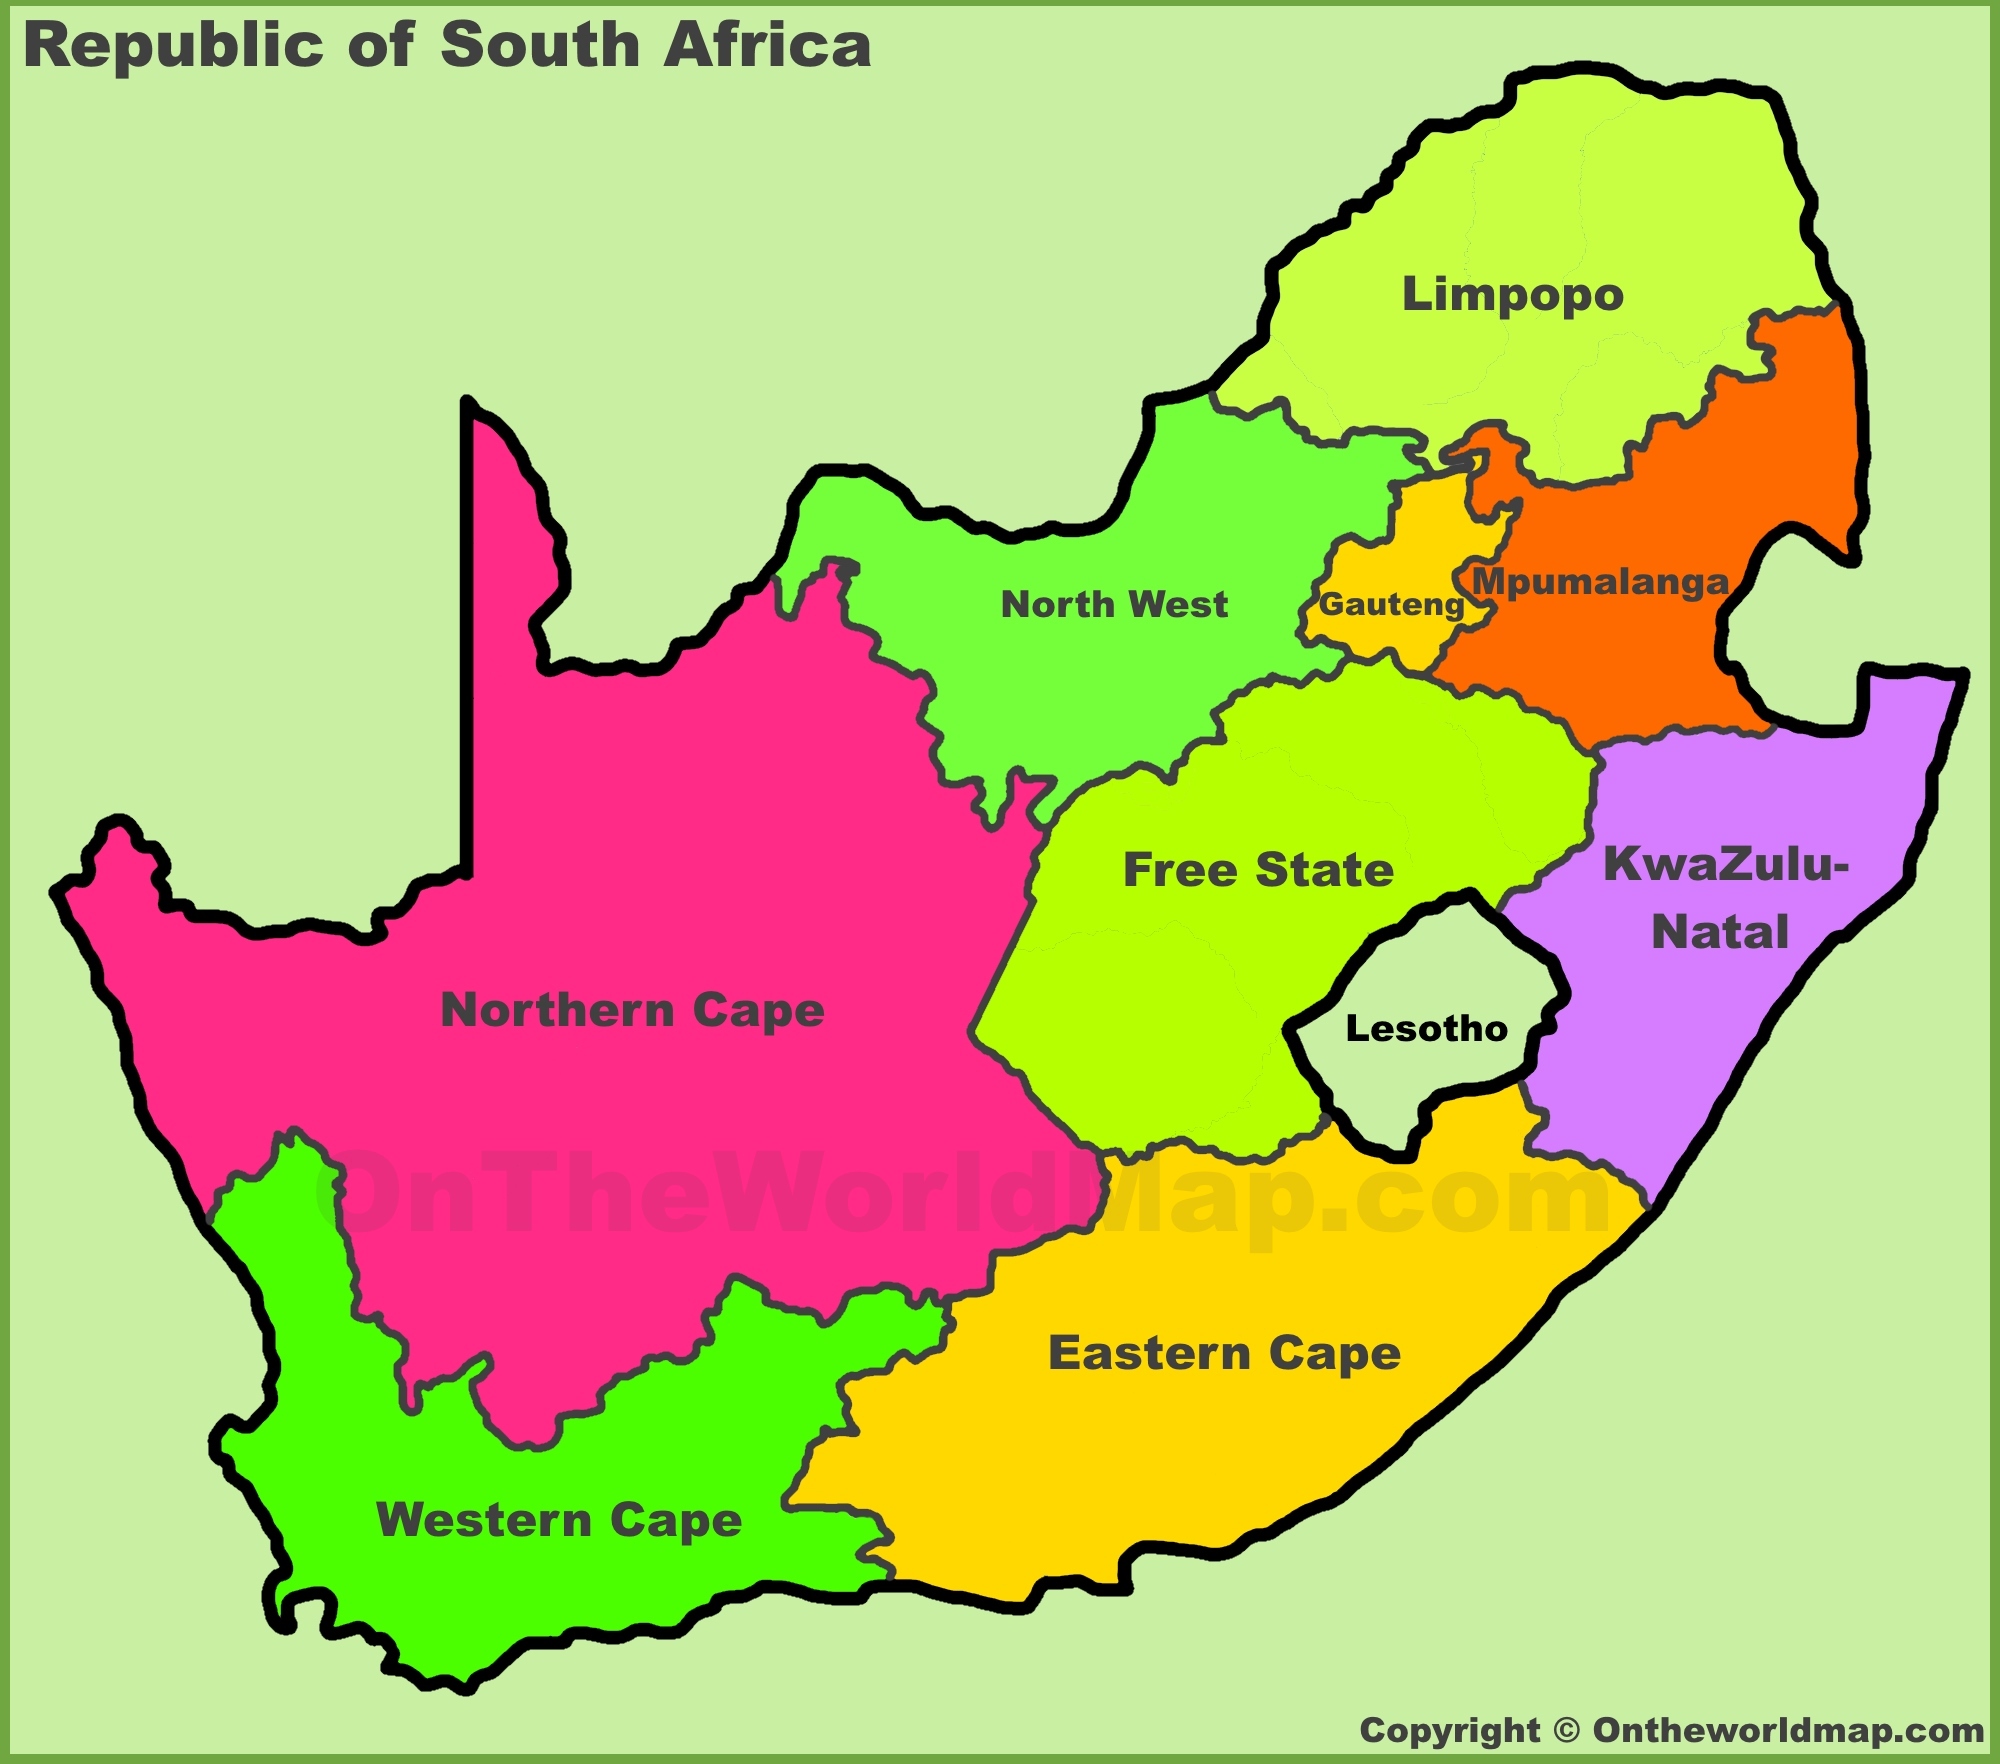 Republic of South Africa
Limpopo
North West
Gauteng
Mpumalanga
Free State
KwaZulu-
Natal
Northern Cape
Lesotho
OnTheWorldMap.com
Eastern Cape
Western Cape
Copyright © Ontheworldmap.com